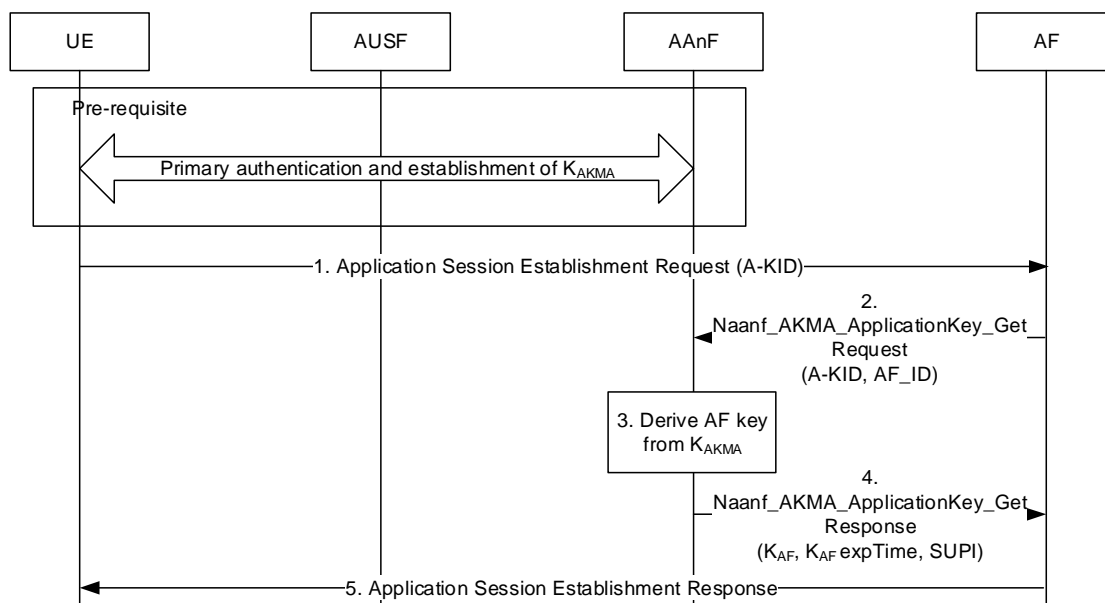 UE
AUSF
AAnF
AF
Pre-requisite
Primary authentication and establishment of KAKMA
1. Application Session Establishment Request (A-KID)
2.
Naanf_AKMA_ApplicationKey_Get
Request
(A-KID, AF_ID)
3. Derive AF key
from KAKMA
4.
Naanf_AKMA_ApplicationKey_Get
Response
(KAF, KAF expTime, SUPI)
5. Application Session Establishment Response